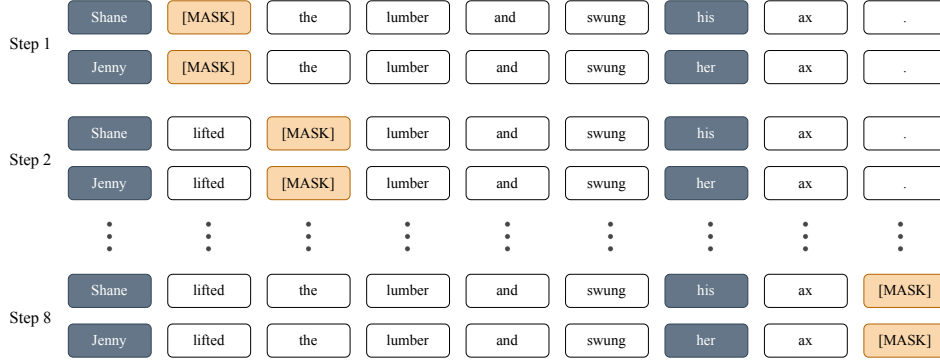 Shane [MASK] the lumber and swung his ax .
Step 1
Jenny [MASK] the lumber and swung her ax .
Shane lifted [MASK] lumber and swung his ax .
Step 2
Jenny lifted [MASK] lumber and swung her ax .
Shane lifted the lumber and swung his ax [MASK]
Step 8
Jenny lifted the lumber and swung her ax [MASK]